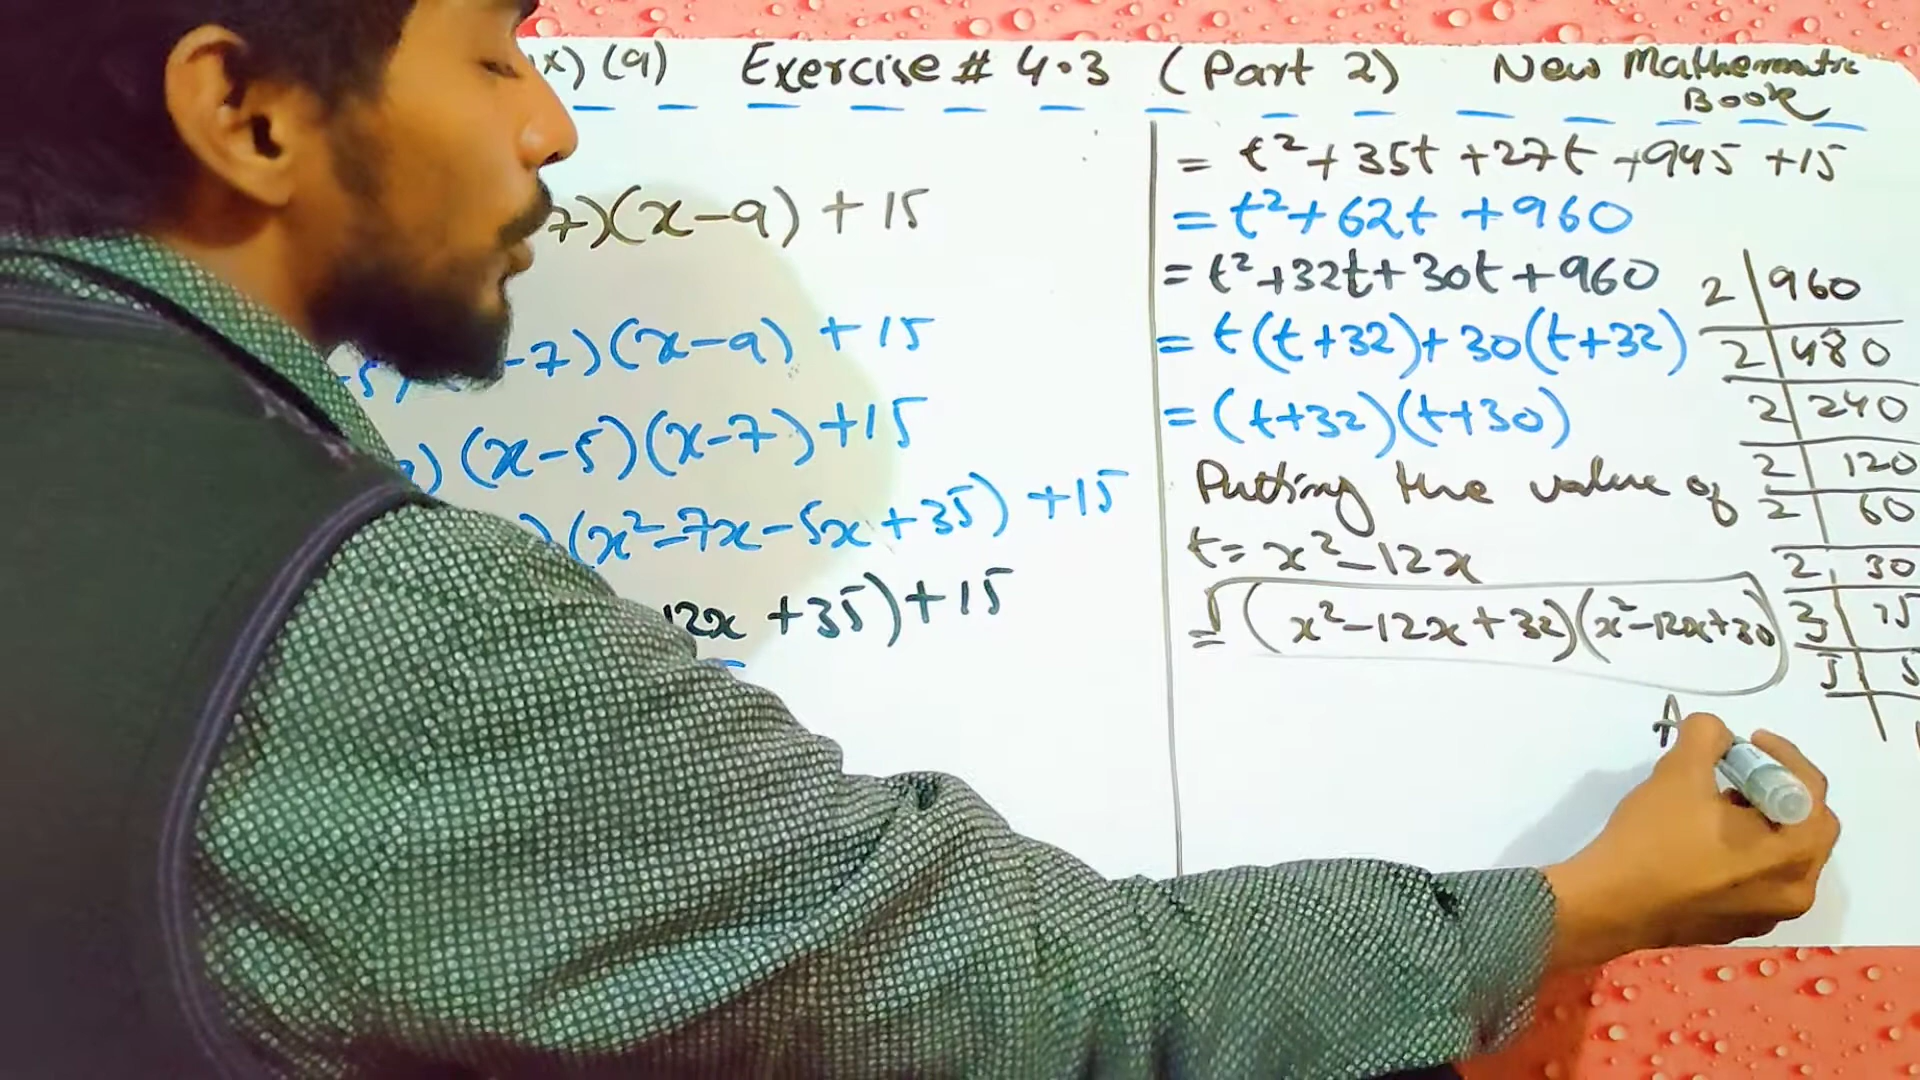 x) (9) Exercise # 4.3 (Part 2) New Mathematic Book
7)(x-9) + 15
-7)(x-9) + 15
(x-5)(x-7)+15
)(x²-7x-5x+35)+15
12x +35)+15
= t²+35t+27t+945+15
= t²+62t+960
= t²+32t+30t+960
= t(t+32)+30(t+32)
= (t+32)(t+30)
Putting the value of
t= x²-12x
= (x²-12x+32)(x²-12x+30)
A
2 960
2 480
2 240
2 120
2 60
2 30
3 15
5 5